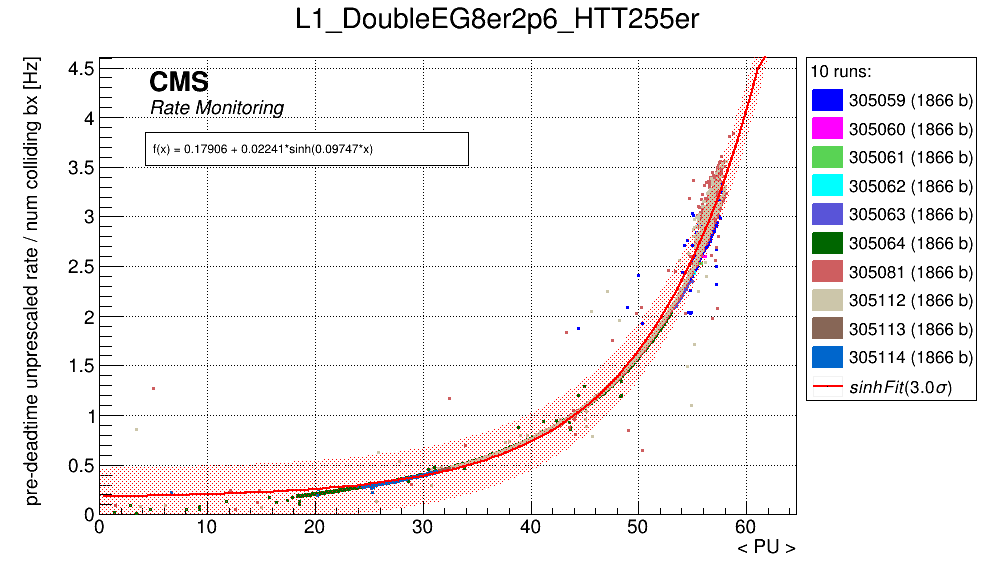 L1_DoubleEG8er2p6_HTT255er
pre-deadtime unprescaled rate / num colliding bx [Hz]
CMS
Rate Monitoring
f(x) = 0.17906 + 0.02241*sinh(0.09747*x)
4.5
4
3.5
3
2.5
2
1.5
1
0.5
0
0 10 20 30 40 50 60
< PU >
10 runs:
305059 (1866 b)
305060 (1866 b)
305061 (1866 b)
305062 (1866 b)
305063 (1866 b)
305064 (1866 b)
305081 (1866 b)
305112 (1866 b)
305113 (1866 b)
305114 (1866 b)
sinhFit(3.0σ)